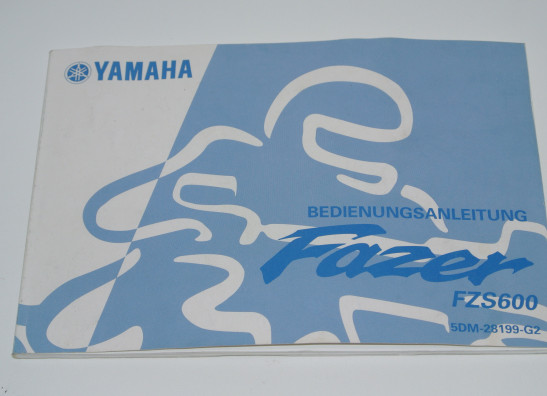 YAMAHA
BEDIENUNGSANLEITUNG
Fazer
FZS600
5DM-28199-G2